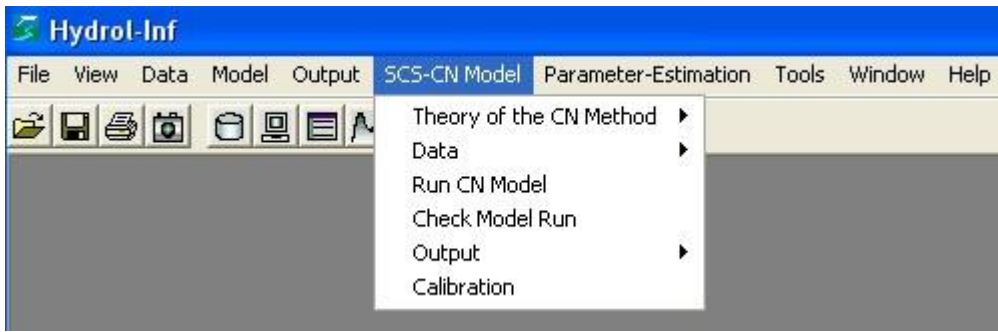 Hydrol-Inf
File View Data Model Output SCS-CN Model Parameter-Estimation Tools Window Help
Theory of the CN Method
Data
Run CN Model
Check Model Run
Output
Calibration